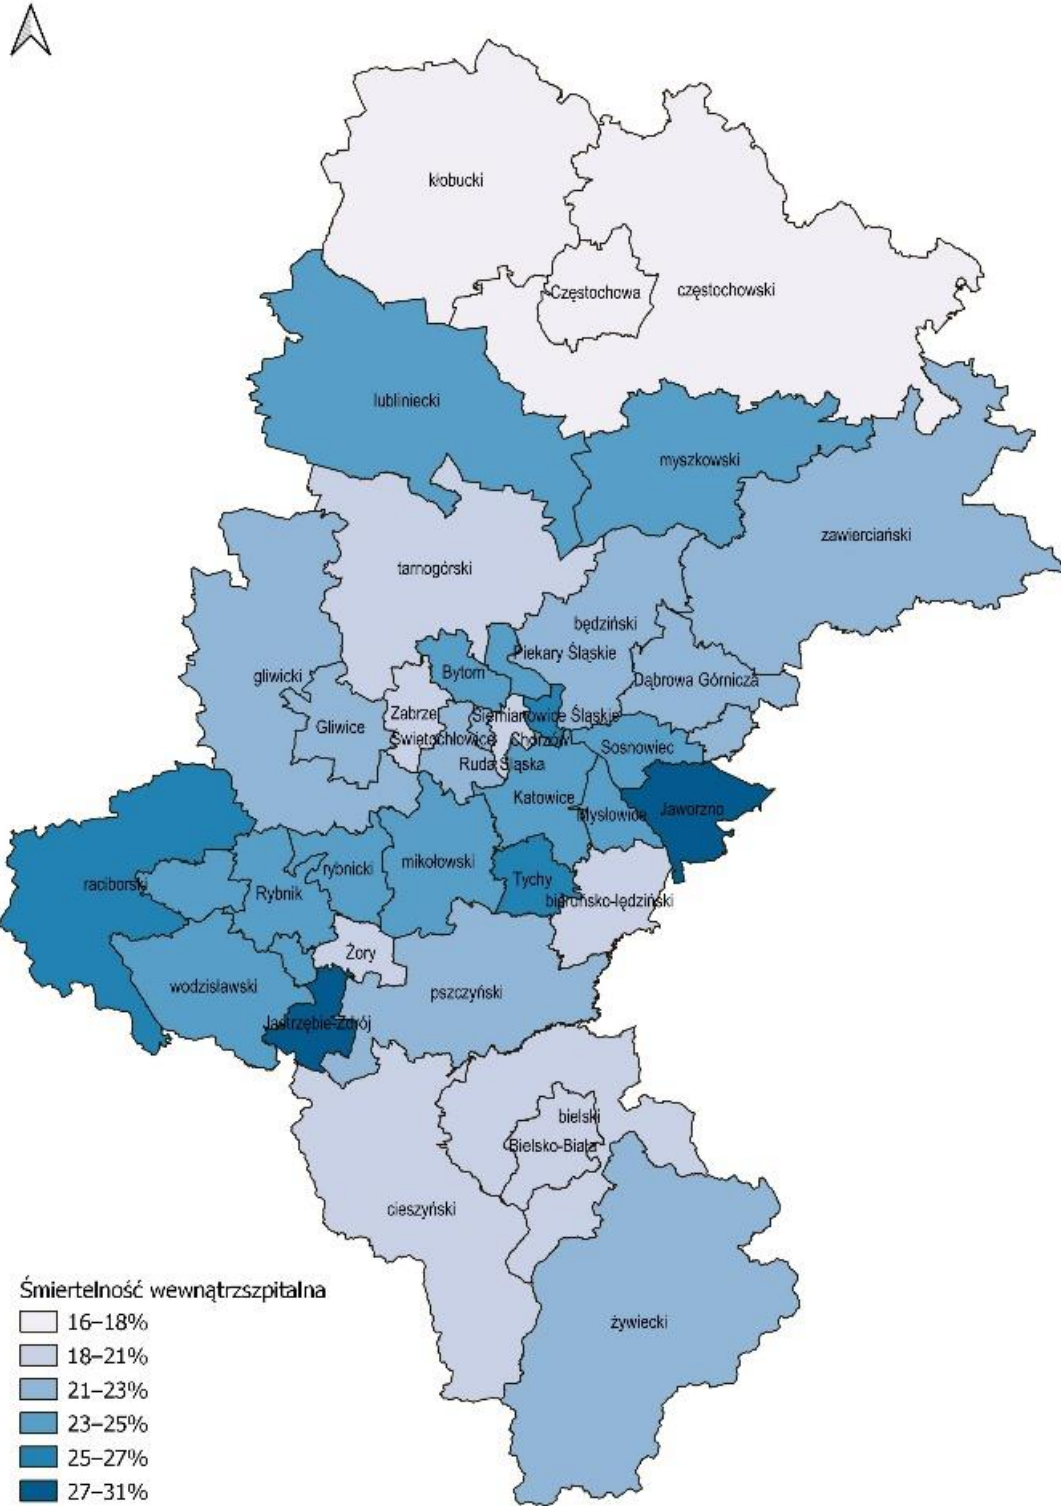 kłobucki
Częstochowa
częstochowski
lubliniecki
myszkowski
zawierciański
tarnogórski
będziński
Piekary Śląskie
Bytom
gliwicki
Dąbrowa Górnicza
Zabrze
Siemianowice Śląskie
Gliwice
Świętochłowice
Chorzów
Sosnowiec
Ruda Śląska
Katowice
Mysłowice
Jaworzno
mikołowski
rybnicki
Tychy
raciborski
Rybnik
bieruńsko-lędziński
Żory
wodzisławski
pszczyński
Jastrzębie-Zdrój
bielski
Bielsko-Biała
cieszyński
żywiecki
Śmiertelność wewnątrzszpitalna
16–18%
18–21%
21–23%
23–25%
25–27%
27–31%